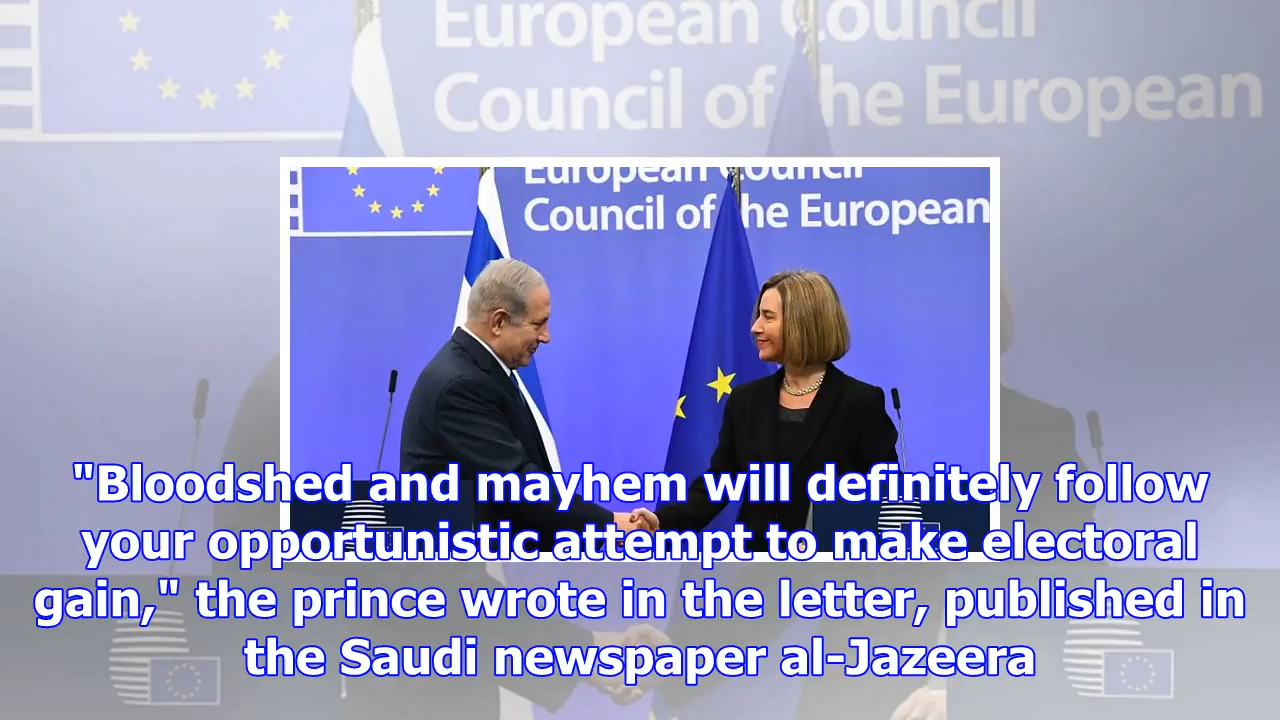 European Council
Council of the European
European Council
Council of the European
"Bloodshed and mayhem will definitely follow
your opportunistic attempt to make electoral
gain," the prince wrote in the letter, published in
the Saudi newspaper al-Jazeera